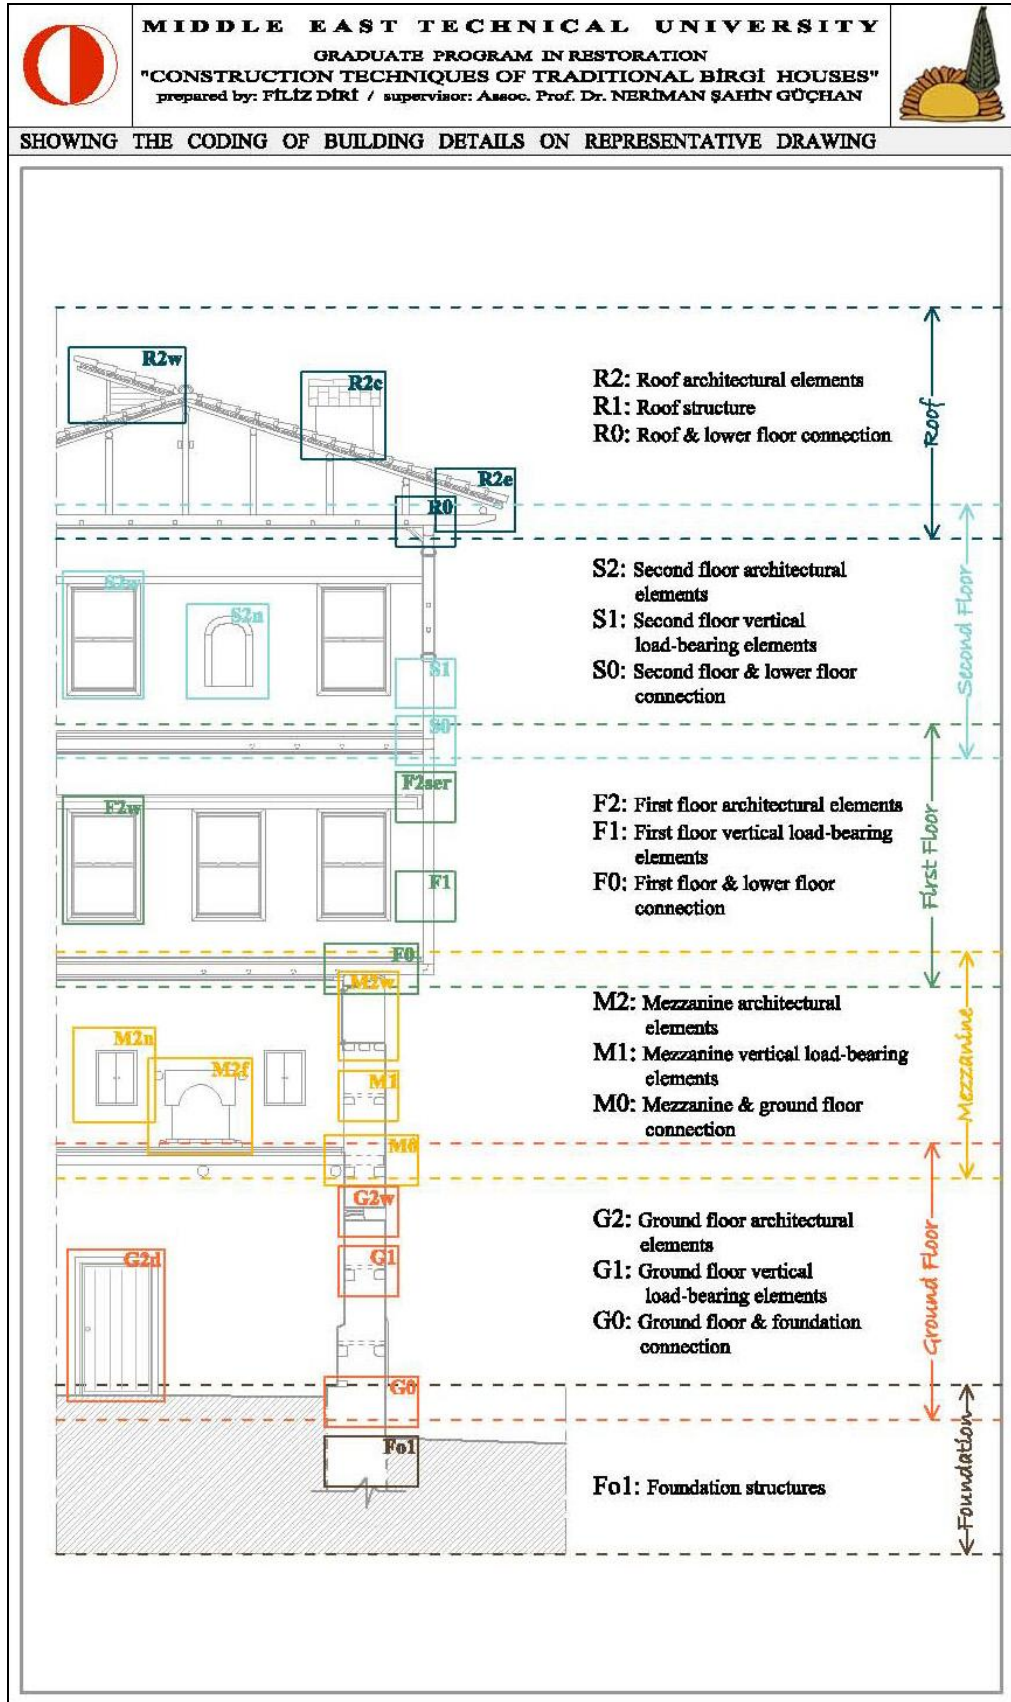 MIDDLE EAST TECHNICAL UNIVERSITY
GRADUATE PROGRAM IN RESTORATION
"CONSTRUCTION TECHNIQUES OF TRADITIONAL BİRGİ HOUSES"
prepared by: FİLİZ DİRİ / supervisor: Assoc. Prof. Dr. NERİMAN ŞAHİN GÜÇHAN
SHOWING THE CODING OF BUILDING DETAILS ON REPRESENTATIVE DRAWING
R2w
R2c
R2e
R0
R2: Roof architectural elements
R1: Roof structure
R0: Roof & lower floor connection
Roof
S2w
S2n
S1
S0
S2: Second floor architectural
elements
S1: Second floor vertical
load-bearing elements
S0: Second floor & lower floor
connection
Second Floor
F2ser
F2w
F1
F0
F2: First floor architectural elements
F1: First floor vertical load-bearing
elements
F0: First floor & lower floor
connection
First Floor
M2w
M2n
M2f
M1
M0
M2: Mezzanine architectural
elements
M1: Mezzanine vertical load-bearing
elements
M0: Mezzanine & ground floor
connection
Mezzanine
G2w
G2d
G1
G0
G2: Ground floor architectural
elements
G1: Ground floor vertical
load-bearing elements
G0: Ground floor & foundation
connection
Ground Floor
Fo1
Fo1: Foundation structures
Foundation